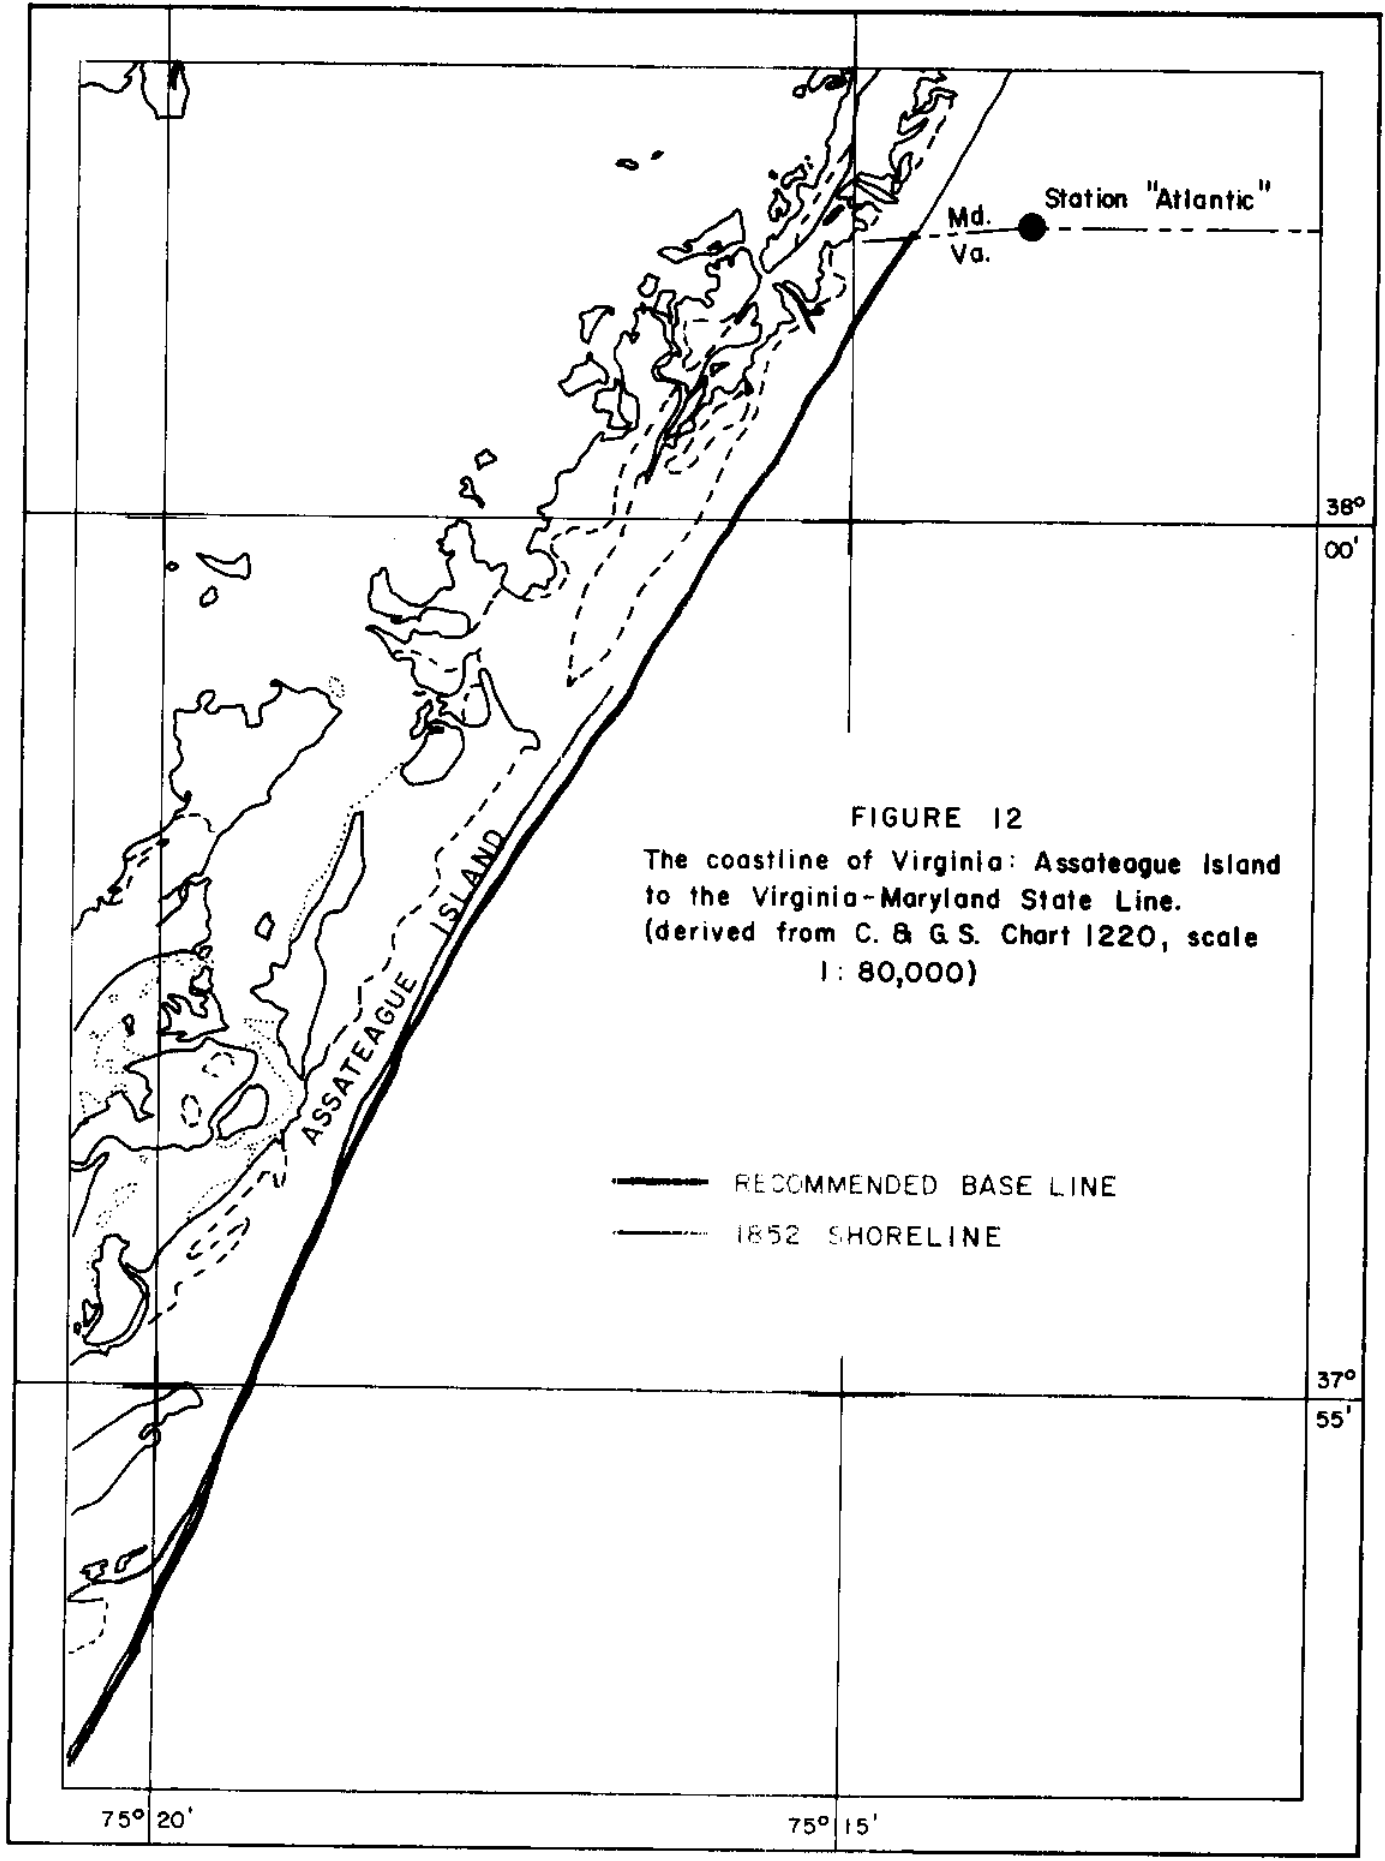 Station "Atlantic"
Md.
Va.
38°
00'
FIGURE 12
The coastline of Virginia: Assateague Island
to the Virginia-Maryland State Line.
(derived from C. & G.S. Chart 1220, scale
1: 80,000)
ASSATEAGUE ISLAND
RECOMMENDED BASE LINE
1852 SHORELINE
37°
55'
75° 20'
75° 15'